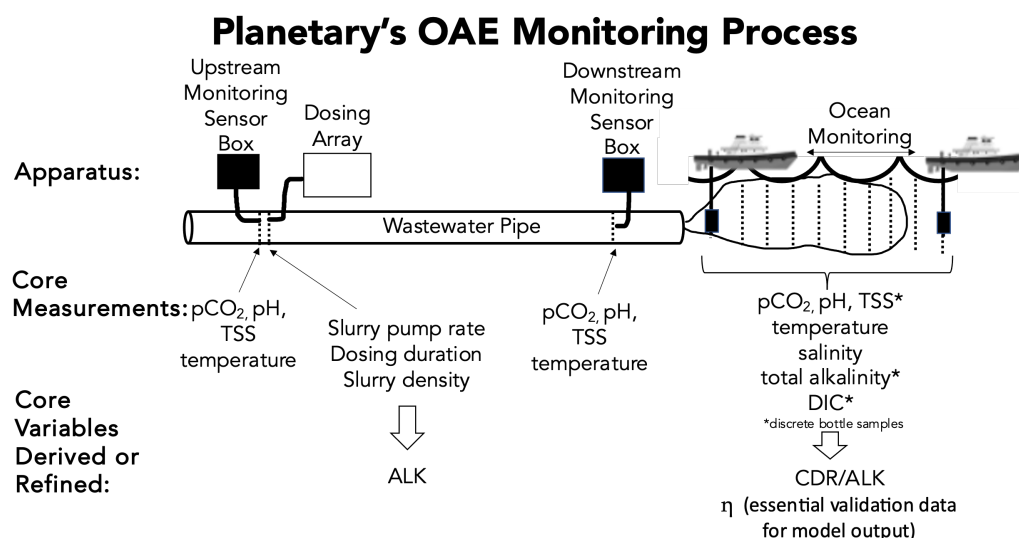 Planetary's OAE Monitoring Process
Upstream
Monitoring
Sensor
Box
Dosing
Array
Downstream
Monitoring
Sensor
Box
Ocean
Monitoring
Apparatus:
Wastewater Pipe
Core
Measurements:
pCO₂, pH,
TSS
temperature
Slurry pump rate
Dosing duration
Slurry density
pCO₂, pH,
TSS
temperature
pCO₂, pH, TSS*
temperature
salinity
total alkalinity*
DIC*
*discrete bottle samples
Core
Variables
Derived or
Refined:
ALK
CDR/ALK
η (essential validation data
for model output)